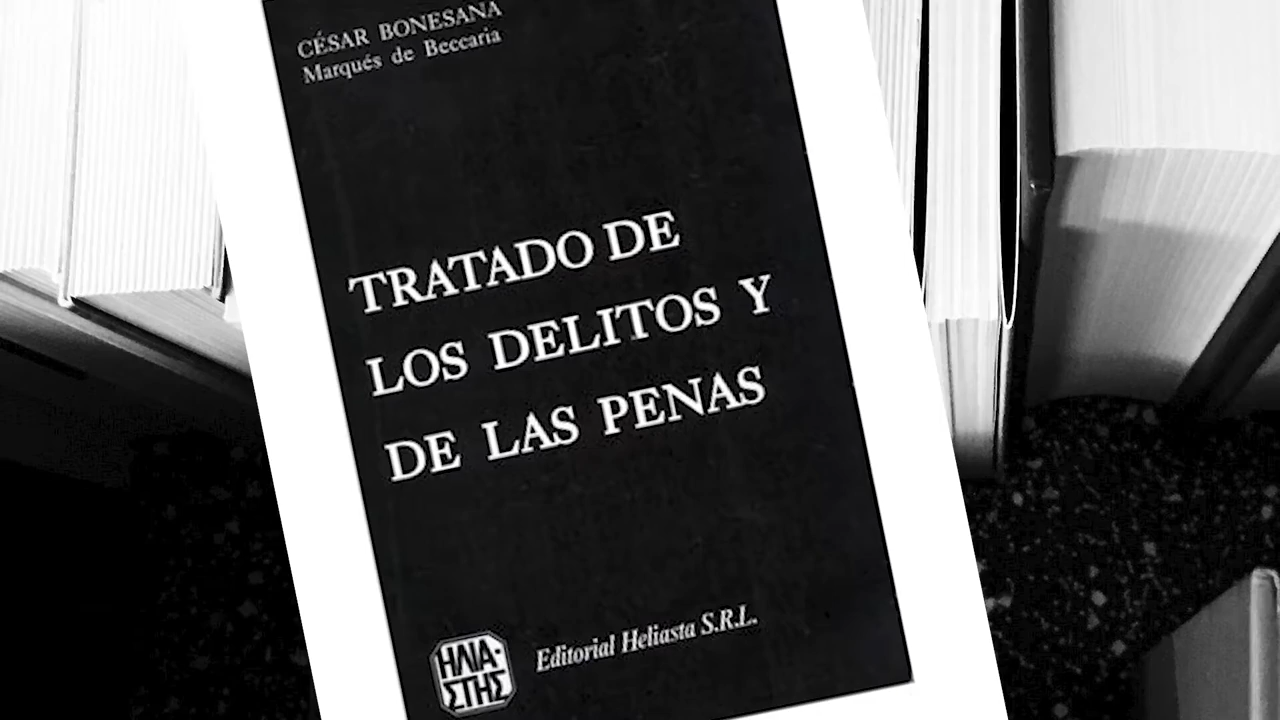 CÉSAR BONESANA
Marqués de Beccaria
TRATADO DE
LOS DELITOS Y
DE LAS PENAS
ΗΛΙΑ·
ΣΤΗΣ
Editorial Heliasta S.R.L.